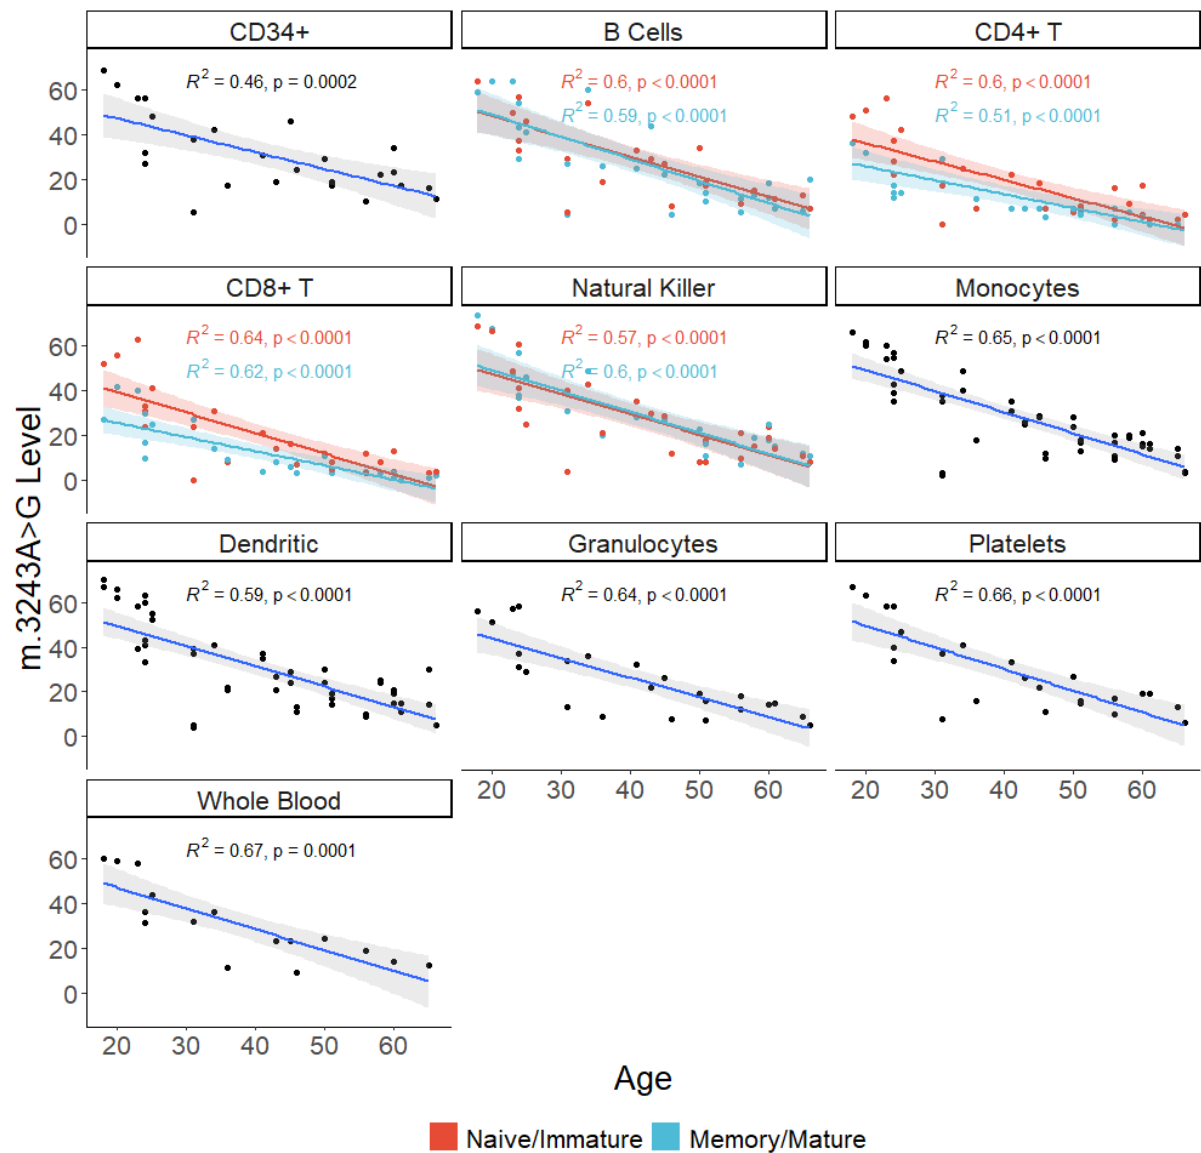 CD34+
B Cells
CD4+ T
R² = 0.46, p = 0.0002
R² = 0.6, p < 0.0001
R² = 0.59, p < 0.0001
R² = 0.6, p < 0.0001
R² = 0.51, p < 0.0001
60
40
20
0
CD8+ T
Natural Killer
Monocytes
R² = 0.64, p < 0.0001
R² = 0.62, p < 0.0001
R² = 0.57, p < 0.0001
R² = 0.6, p < 0.0001
R² = 0.65, p < 0.0001
60
40
20
0
m.3243A>G Level
Dendritic
Granulocytes
Platelets
R² = 0.59, p < 0.0001
R² = 0.64, p < 0.0001
R² = 0.66, p < 0.0001
60
40
20
0
20 30 40 50 60
20 30 40 50 60
Whole Blood
R² = 0.67, p = 0.0001
60
40
20
0
20 30 40 50 60
Age
Naive/Immature Memory/Mature